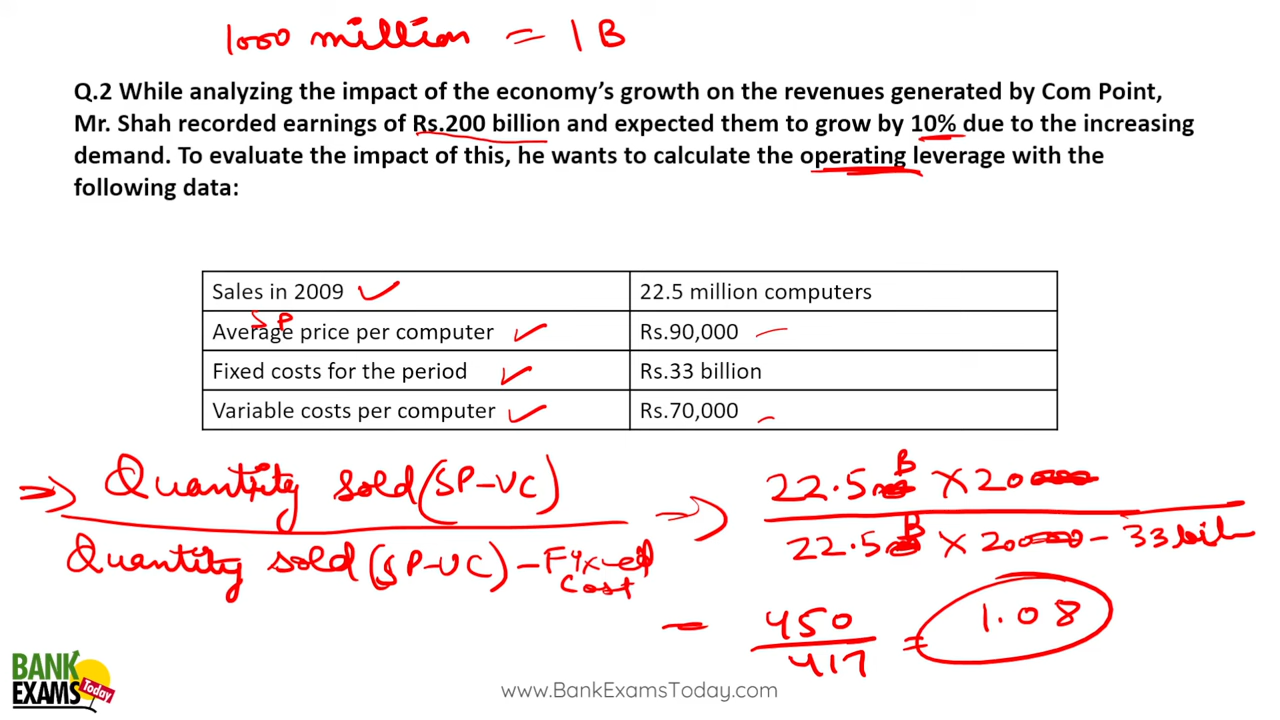 1000 million = 1 B
Q.2 While analyzing the impact of the economy's growth on the revenues generated by Com Point,
Mr. Shah recorded earnings of Rs.200 billion and expected them to grow by 10% due to the increasing
demand. To evaluate the impact of this, he wants to calculate the operating leverage with the
following data:
Sales in 2009 22.5 million computers
SP
Average price per computer Rs.90,000
Fixed costs for the period Rs.33 billion
Variable costs per computer Rs.70,000
=> Quantity sold (SP-VC) => 22.5 B X 20
Quantity sold (SP-VC) - Fixed Cost 22.5 B X 20 - 33 bil
= 450 = 1.08
417
BANK
EXAMS Today
www.BankExamsToday.com